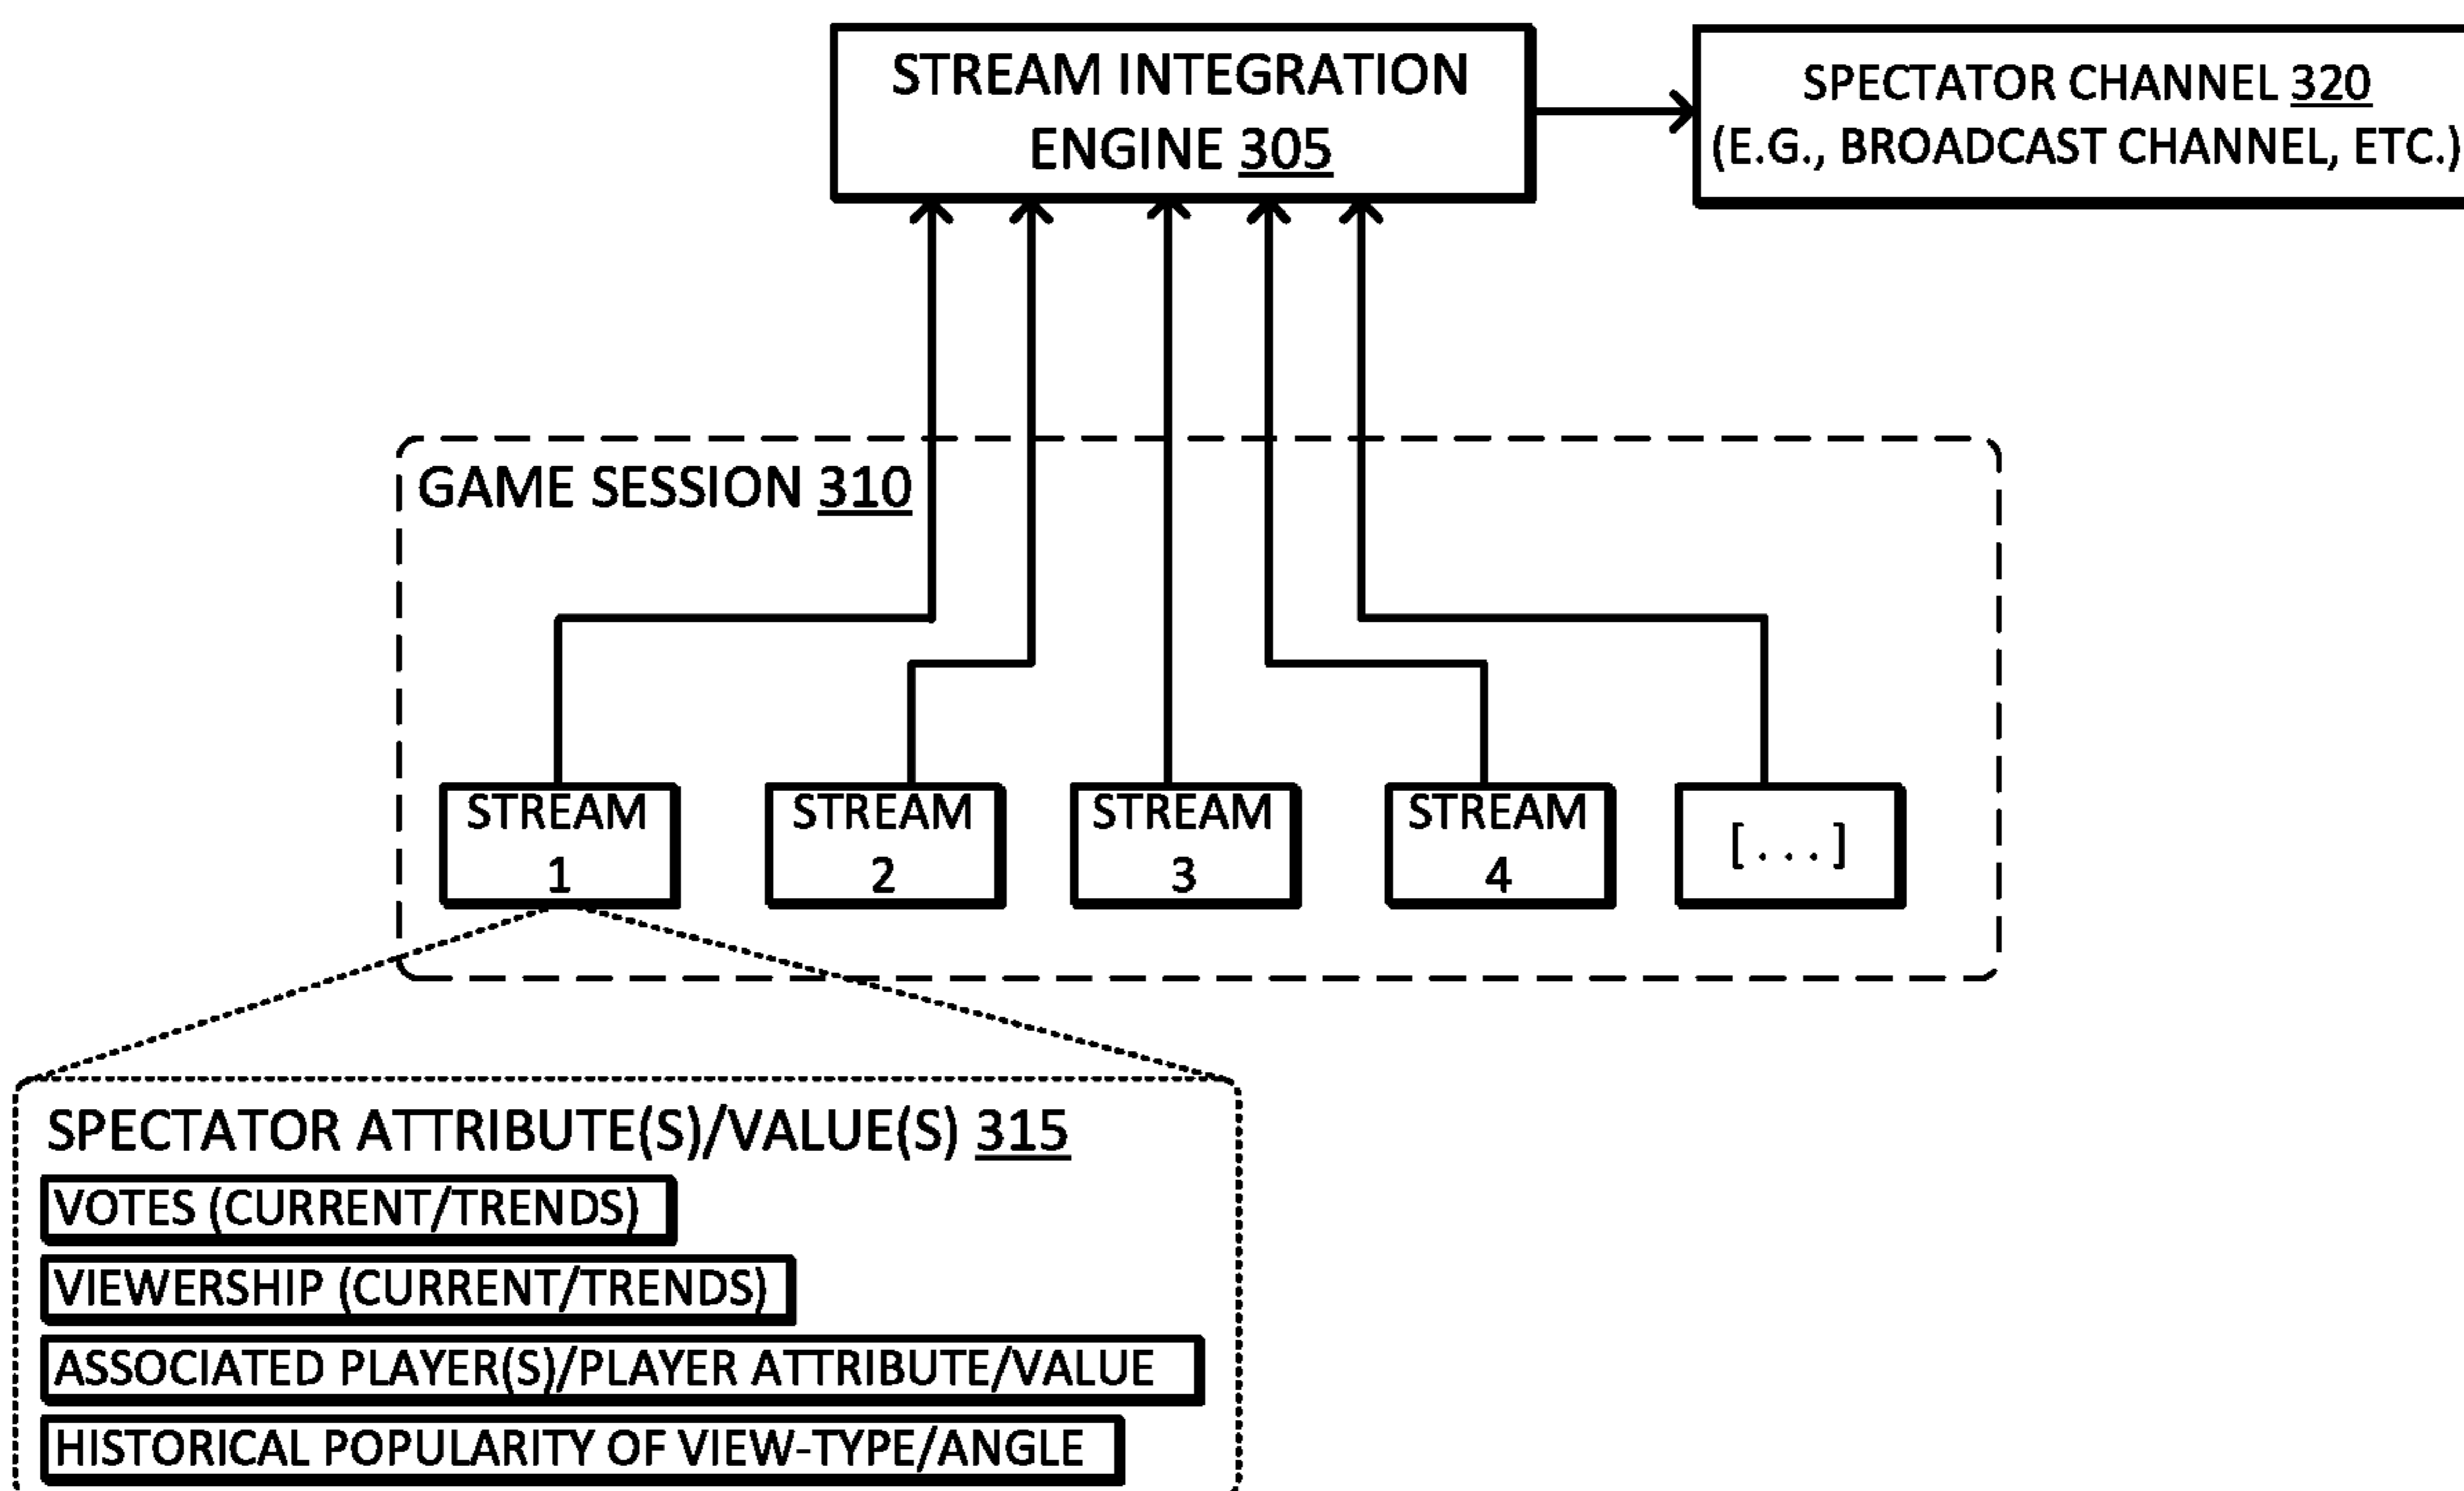 STREAM INTEGRATION
ENGINE 305
SPECTATOR CHANNEL 320
(E.G., BROADCAST CHANNEL, ETC.)
GAME SESSION 310
STREAM
1
STREAM
2
STREAM
3
STREAM
4
[...]
SPECTATOR ATTRIBUTE(S)/VALUE(S) 315
VOTES (CURRENT/TRENDS)
VIEWERSHIP (CURRENT/TRENDS)
ASSOCIATED PLAYER(S)/PLAYER ATTRIBUTE/VALUE
HISTORICAL POPULARITY OF VIEW-TYPE/ANGLE